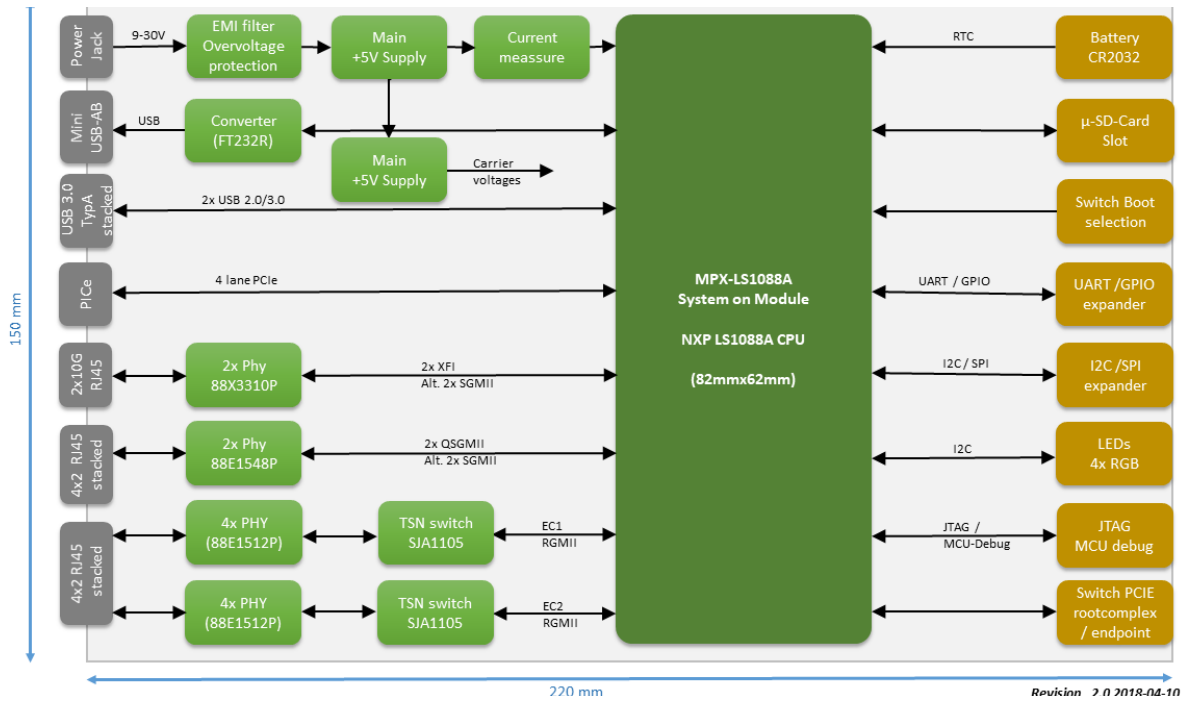 Power
Jack
9-30V
EMI filter
Overvoltage
protection
Main
+5V Supply
Current
meassure
RTC
Battery
CR2032
Mini
USB-AB
USB
Converter
(FT232R)
Main
+5V Supply
Carrier
voltages
µ-SD-Card
Slot
USB 3.0
TypA
stacked
2x USB 2.0/3.0
Switch Boot
selection
PICe
4 lane PCIe
MPX-LS1088A
System on Module
NXP LS1088A CPU
(82mmx62mm)
UART / GPIO
UART /GPIO
expander
2x10G
RJ45
2x Phy
88X3310P
2x XFI
Alt. 2x SGMII
I2C / SPI
I2C /SPI
expander
4x2 RJ45
stacked
2x Phy
88E1548P
2x QSGMII
Alt. 2x SGMII
I2C
LEDs
4x RGB
4x2 RJ45
stacked
4x PHY
(88E1512P)
TSN switch
SJA1105
EC1
RGMII
JTAG /
MCU-Debug
JTAG
MCU debug
4x PHY
(88E1512P)
TSN switch
SJA1105
EC2
RGMII
Switch PCIE
rootcomplex
/ endpoint
150 mm
220 mm
Revision 2.0 2018-04-10